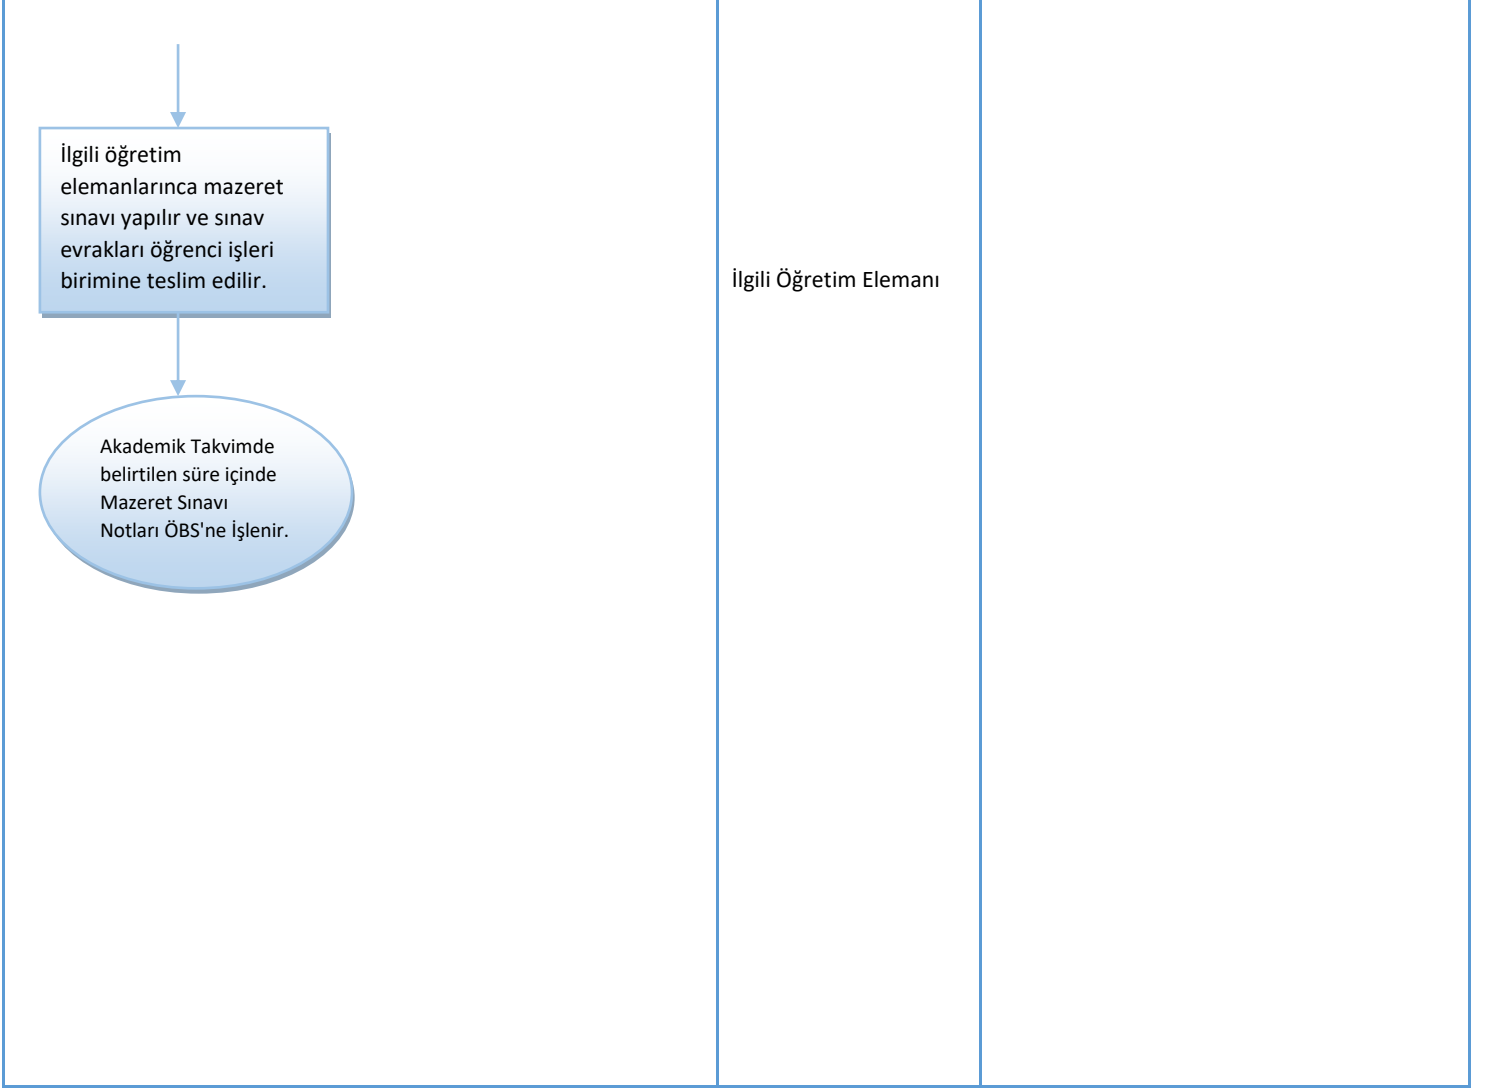 İlgili öğretim
elemanlarınca mazeret
sınavı yapılır ve sınav
evrakları öğrenci işleri
birimine teslim edilir.
İlgili Öğretim Elemanı
Akademik Takvimde
belirtilen süre içinde
Mazeret Sınavı
Notları ÖBS'ne İşlenir.